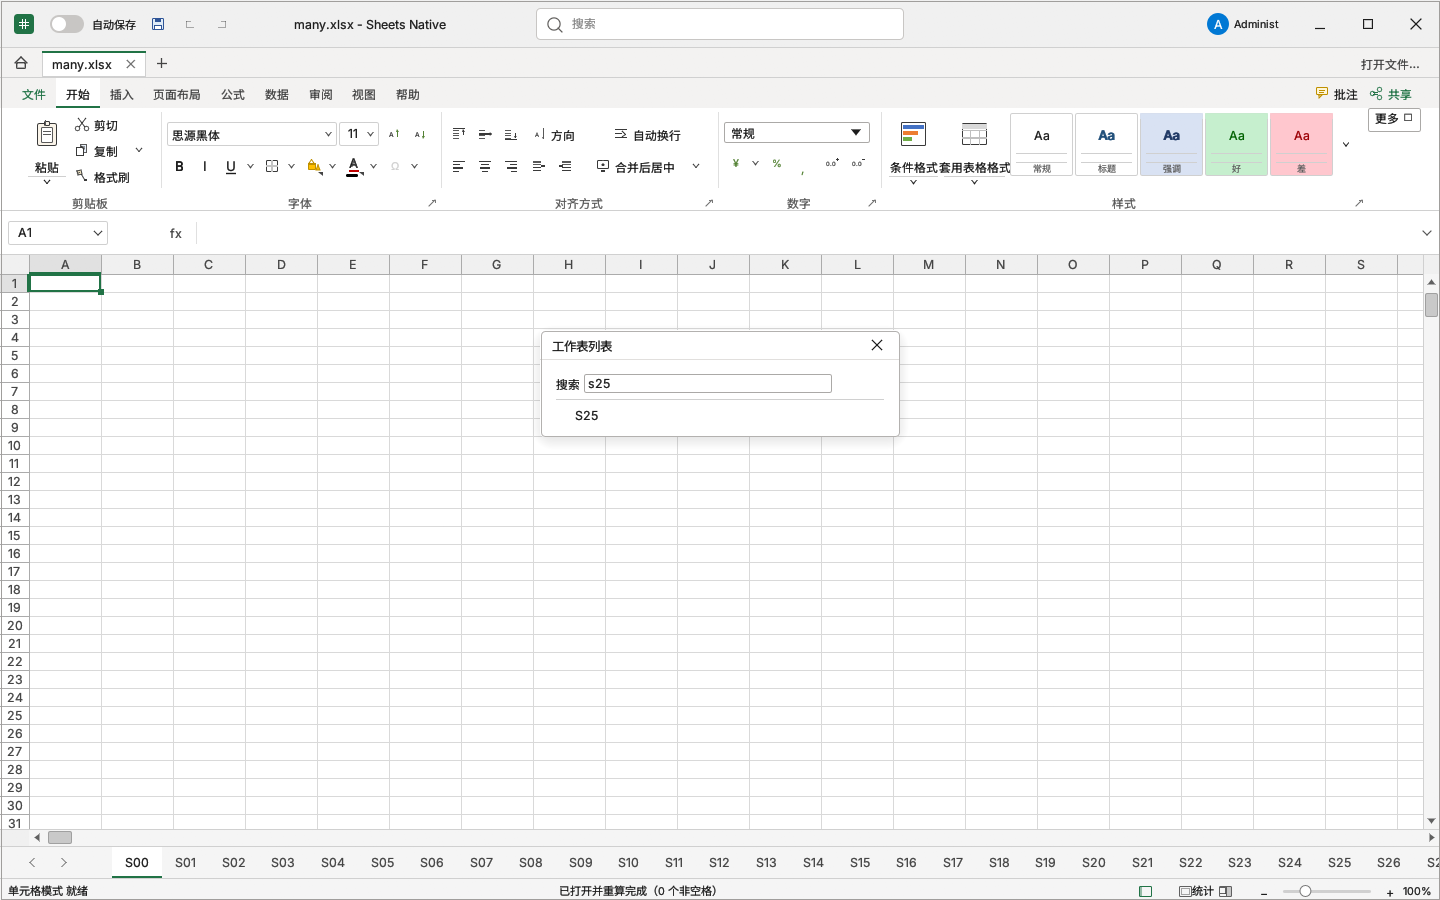 自动保存
many.xlsx - Sheets Native
搜索
A
Administ
many.xlsx
打开文件...
文件
开始
插入
页面布局
公式
数据
审阅
视图
帮助
批注
共享
粘贴
剪切
复制
格式刷
剪贴板
思源黑体
11
A
A
B
I
U
A
Ω
字体
方向
自动换行
合并后居中
对齐方式
常规
¥
%
,
0.0
0.0
数字
条件格式
套用表格格式
Aa
常规
Aa
标题
Aa
强调
Aa
好
Aa
差
样式
更多
A1
fx
A B C D E F G H I J K L M N O P Q R S
1
2
3
4
5
6
7
8
9
10
11
12
13
14
15
16
17
18
19
20
21
22
23
24
25
26
27
28
29
30
31
工作表列表
搜索
s25
S25
S00 S01 S02 S03 S04 S05 S06 S07 S08 S09 S10 S11 S12 S13 S14 S15 S16 S17 S18 S19 S20 S21 S22 S23 S24 S25 S26
单元格模式 就绪
已打开并重算完成（0 个非空格）
统计
100%